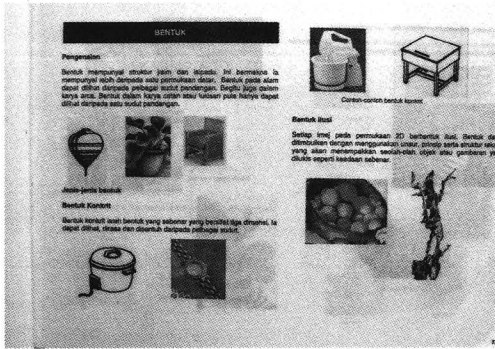 BENTUK
Pengenalan
Bentuk mempunyai struktur jisim dan isipadu. Ini bermakna ia
mempunyai lebih daripada satu permukaan datar. Bentuk pada alam
dapat dilihat daripada pelbagai sudut pandangan. Begitu juga dalam
karya arca. Bentuk dalam karya catan atau lukisan pula hanya dapat
dilihat daripada satu sudut pandangan.
Jenis-jenis bentuk
Bentuk Konkrit
Bentuk konkrit ialah bentuk yang sebenar yang bersifat tiga dimensi. Ia
dapat dilihat, dirasa dan disentuh daripada pelbagai sudut.
Contoh-contoh bentuk konkrit
Bentuk Ilusi
Setiap imej pada permukaan 2D berbentuk ilusi. Bentuk
ditimbulkan dengan menggunakan unsur, prinsip serta struktur
yang akan menampakkan seolah-olah objek atau gambaran
dilukis seperti keadaan sebenar.